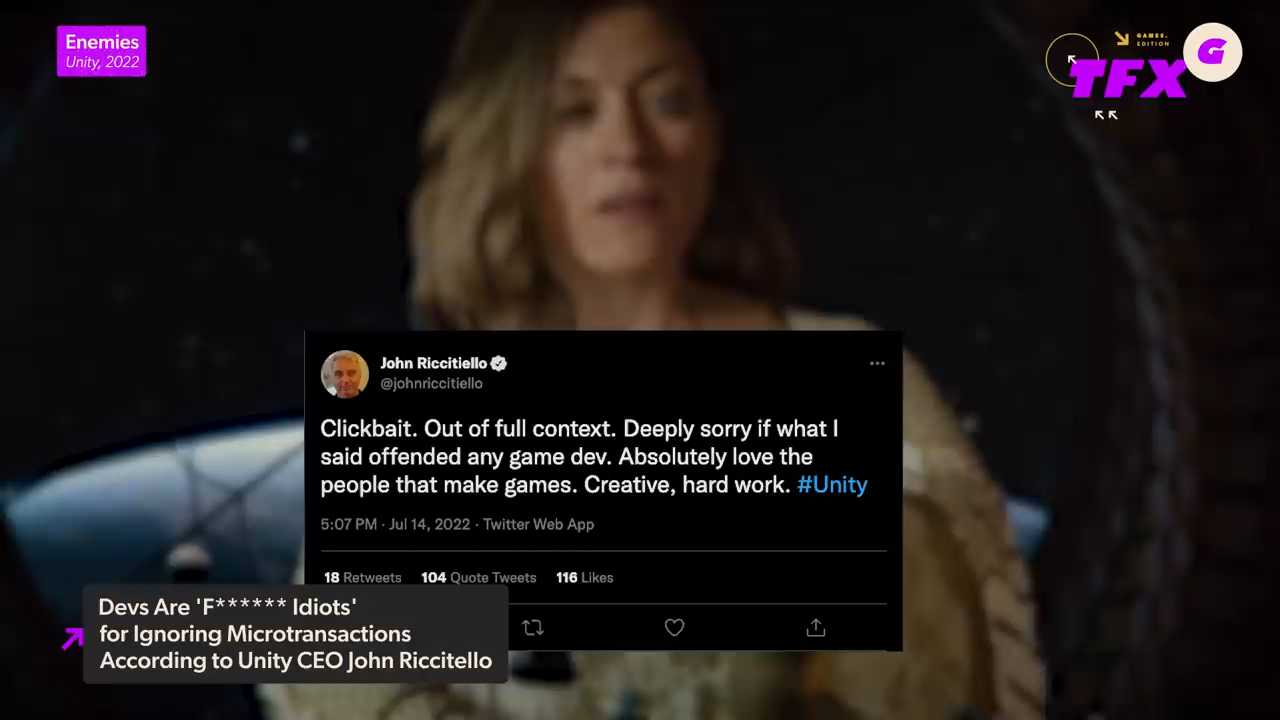 Enemies
Unity, 2022
GAMES.
EDITION
TFX
G
John Riccitiello
@johnriccitiello
Clickbait. Out of full context. Deeply sorry if what I
said offended any game dev. Absolutely love the
people that make games. Creative, hard work. #Unity
5:07 PM · Jul 14, 2022 · Twitter Web App
18 Retweets 104 Quote Tweets 116 Likes
Devs Are 'F****** Idiots'
for Ignoring Microtransactions
According to Unity CEO John Riccitello